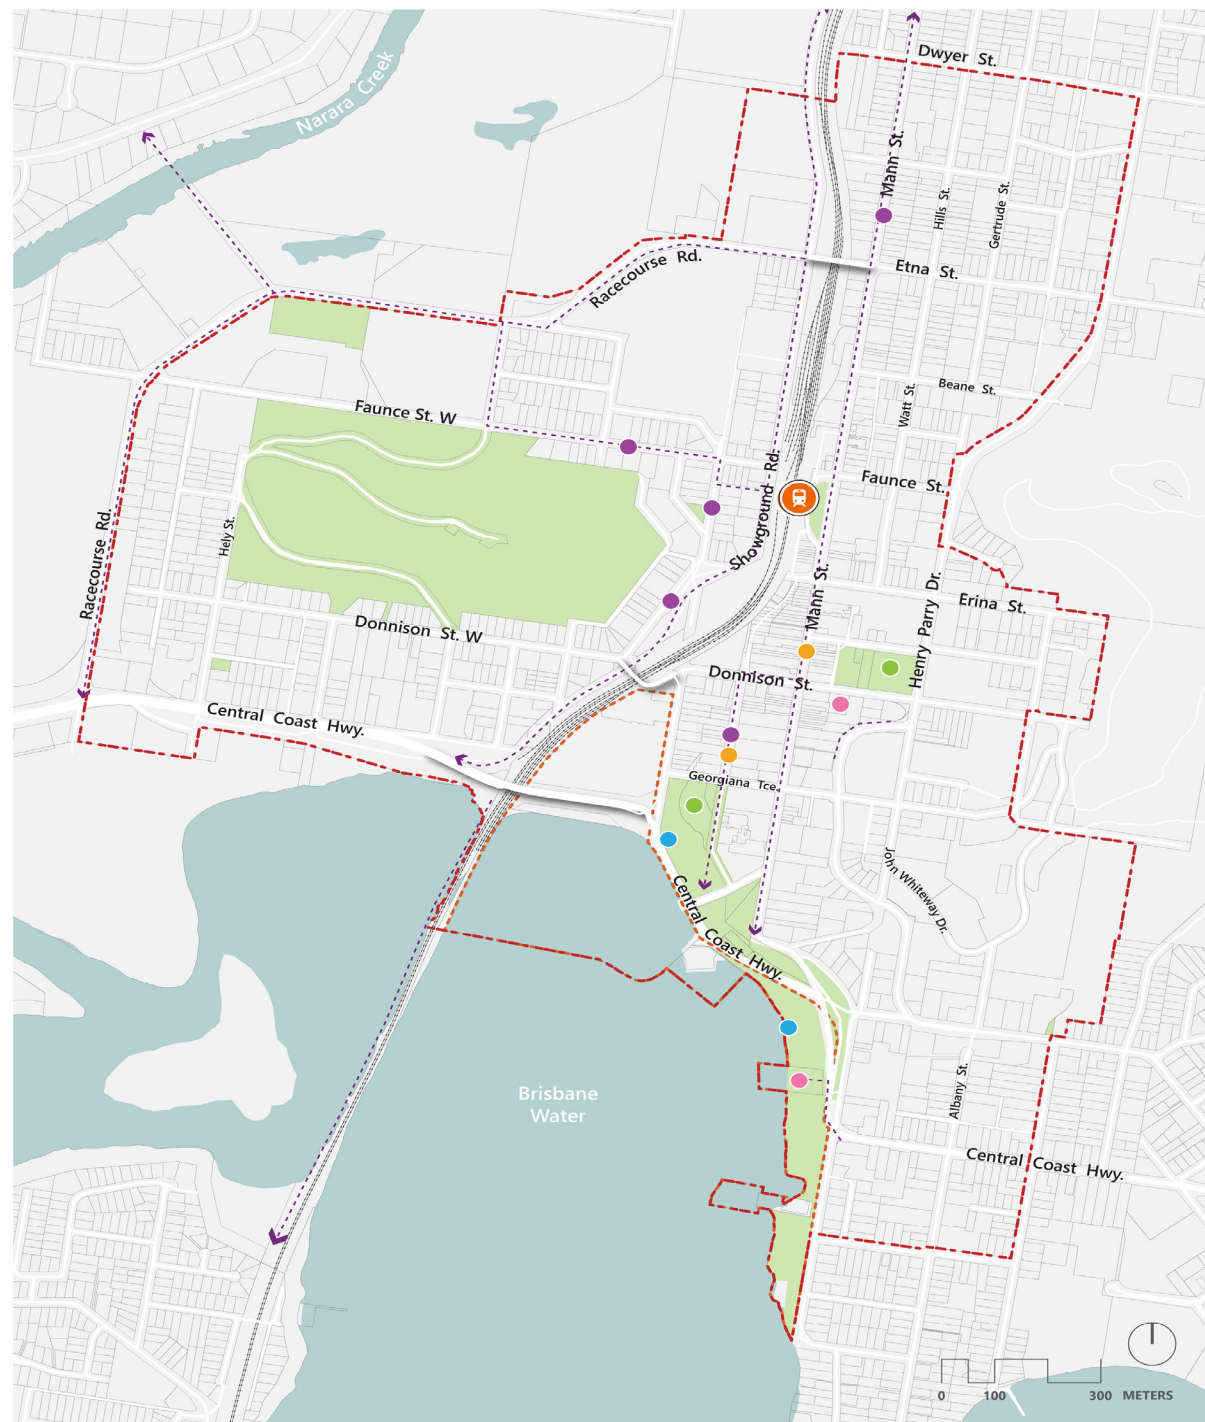 Dwyer St.
Narara Creek
Mann St.
Hills St.
Gertrude St.
Racecourse Rd.
Etna St.
Beane St.
Watt St.
Faunce St. W
Showground Rd.
Faunce St.
Racecourse Rd.
Hely St.
Mann St.
Henry Parry Dr.
Erina St.
Donnison St. W
Donnison St.
Central Coast Hwy.
Georgiana Tce.
John Whiteway Dr.
Central Coast Hwy.
Brisbane
Water
Albany St.
Central Coast Hwy.
0 100 300 METERS